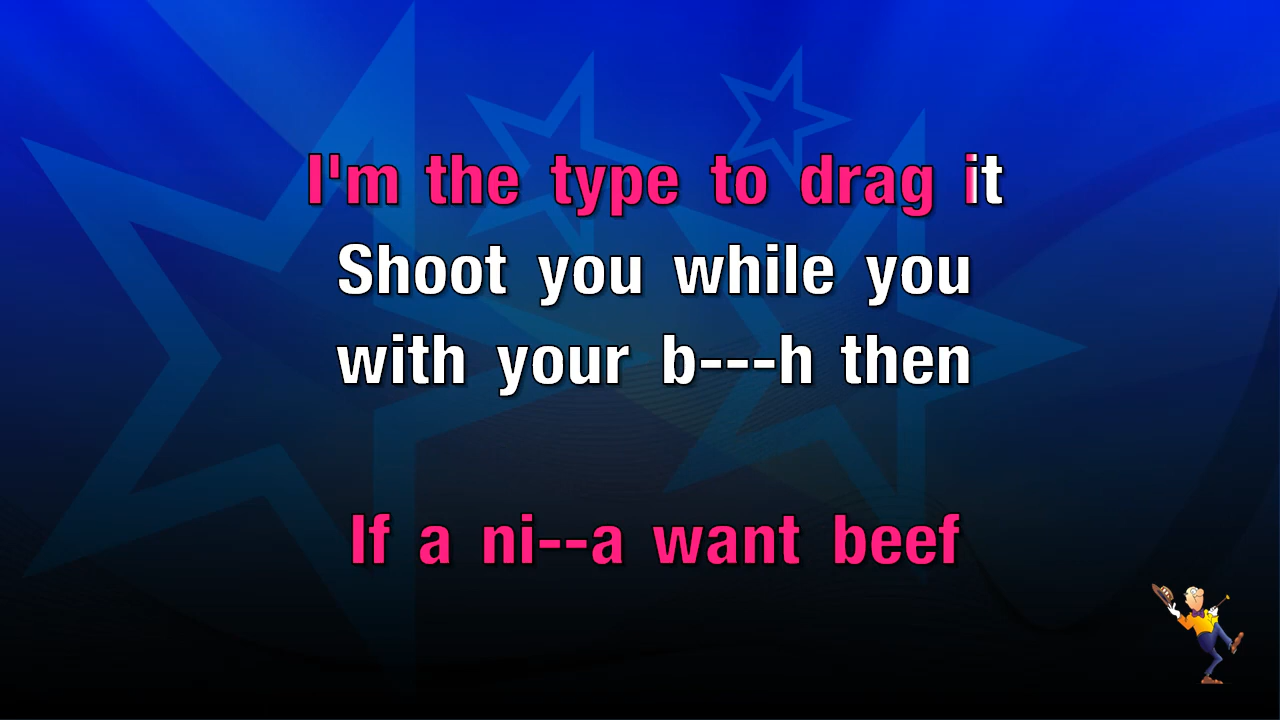 I'm the type to drag it
Shoot you while you
with your b---h then
If a ni--a want beef